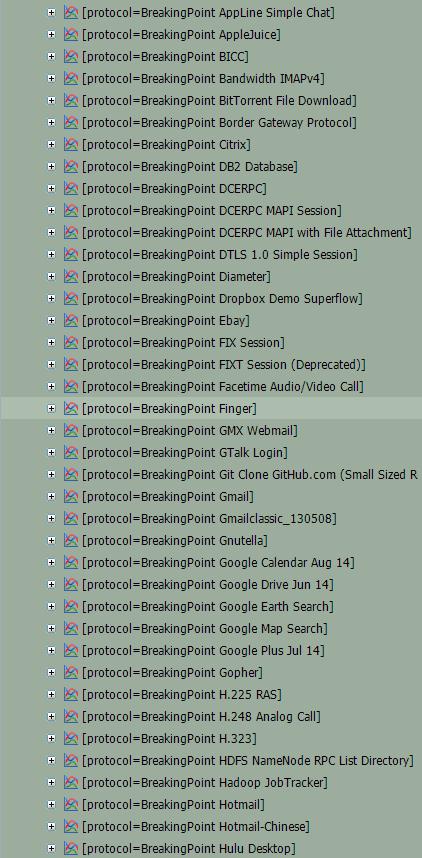 [protocol=BreakingPoint AppLine Simple Chat]
[protocol=BreakingPoint AppleJuice]
[protocol=BreakingPoint BICC]
[protocol=BreakingPoint Bandwidth IMAPv4]
[protocol=BreakingPoint BitTorrent File Download]
[protocol=BreakingPoint Border Gateway Protocol]
[protocol=BreakingPoint Citrix]
[protocol=BreakingPoint DB2 Database]
[protocol=BreakingPoint DCERPC]
[protocol=BreakingPoint DCERPC MAPI Session]
[protocol=BreakingPoint DCERPC MAPI with File Attachment]
[protocol=BreakingPoint DTLS 1.0 Simple Session]
[protocol=BreakingPoint Diameter]
[protocol=BreakingPoint Dropbox Demo Superflow]
[protocol=BreakingPoint Ebay]
[protocol=BreakingPoint FIX Session]
[protocol=BreakingPoint FIXT Session (Deprecated)]
[protocol=BreakingPoint Facetime Audio/Video Call]
[protocol=BreakingPoint Finger]
[protocol=BreakingPoint GMX Webmail]
[protocol=BreakingPoint GTalk Login]
[protocol=BreakingPoint Git Clone GitHub.com (Small Sized R
[protocol=BreakingPoint Gmail]
[protocol=BreakingPoint Gmailclassic_130508]
[protocol=BreakingPoint Gnutella]
[protocol=BreakingPoint Google Calendar Aug 14]
[protocol=BreakingPoint Google Drive Jun 14]
[protocol=BreakingPoint Google Earth Search]
[protocol=BreakingPoint Google Map Search]
[protocol=BreakingPoint Google Plus Jul 14]
[protocol=BreakingPoint Gopher]
[protocol=BreakingPoint H.225 RAS]
[protocol=BreakingPoint H.248 Analog Call]
[protocol=BreakingPoint H.323]
[protocol=BreakingPoint HDFS NameNode RPC List Directory]
[protocol=BreakingPoint Hadoop JobTracker]
[protocol=BreakingPoint Hotmail]
[protocol=BreakingPoint Hotmail-Chinese]
[protocol=BreakingPoint Hulu Desktop]